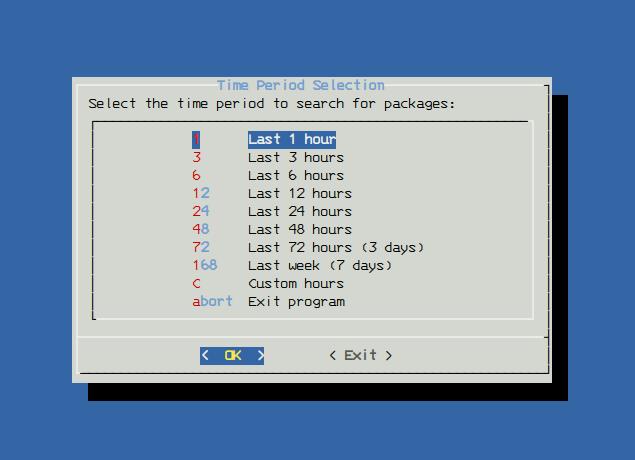 Time Period Selection
Select the time period to search for packages:
1 Last 1 hour
3 Last 3 hours
6 Last 6 hours
12 Last 12 hours
24 Last 24 hours
48 Last 48 hours
72 Last 72 hours (3 days)
168 Last week (7 days)
C Custom hours
abort Exit program
< OK > < Exit >